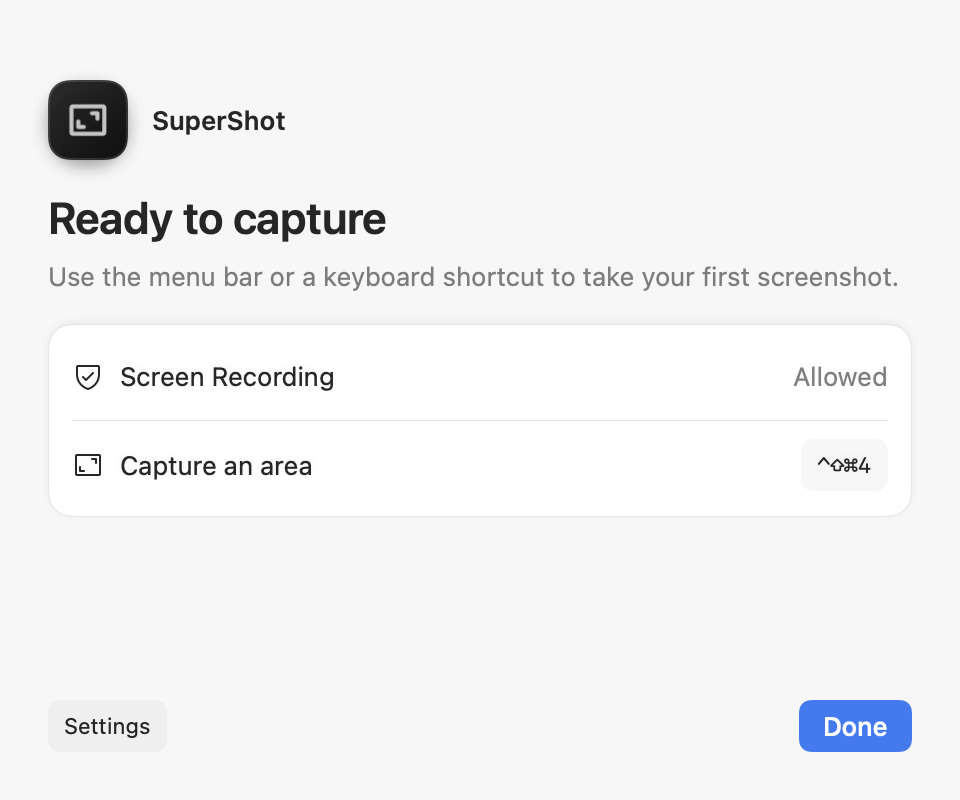 SuperShot
Ready to capture
Use the menu bar or a keyboard shortcut to take your first screenshot.
Screen Recording
Allowed
Capture an area
^⇧⌘4
Settings
Done